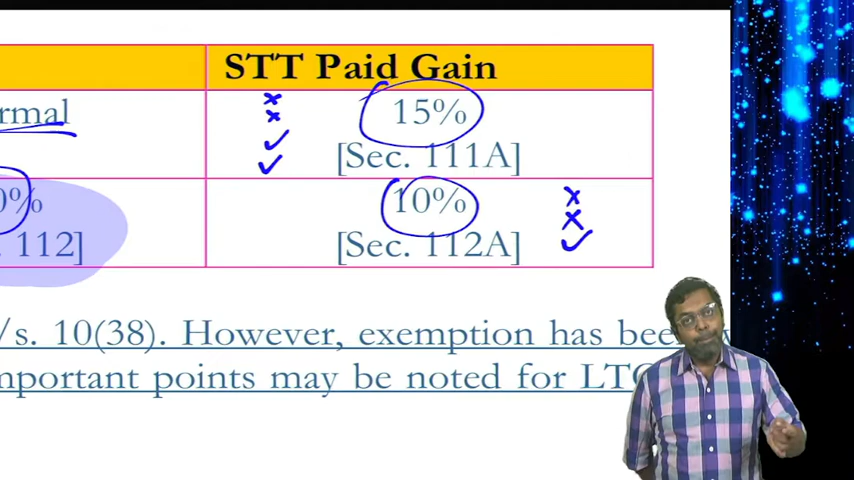 STT Paid Gain
rmal 15%
[Sec. 111A]
0% 10%
. 112] [Sec. 112A]
/s. 10(38). However, exemption has bee
mportant points may be noted for LTC